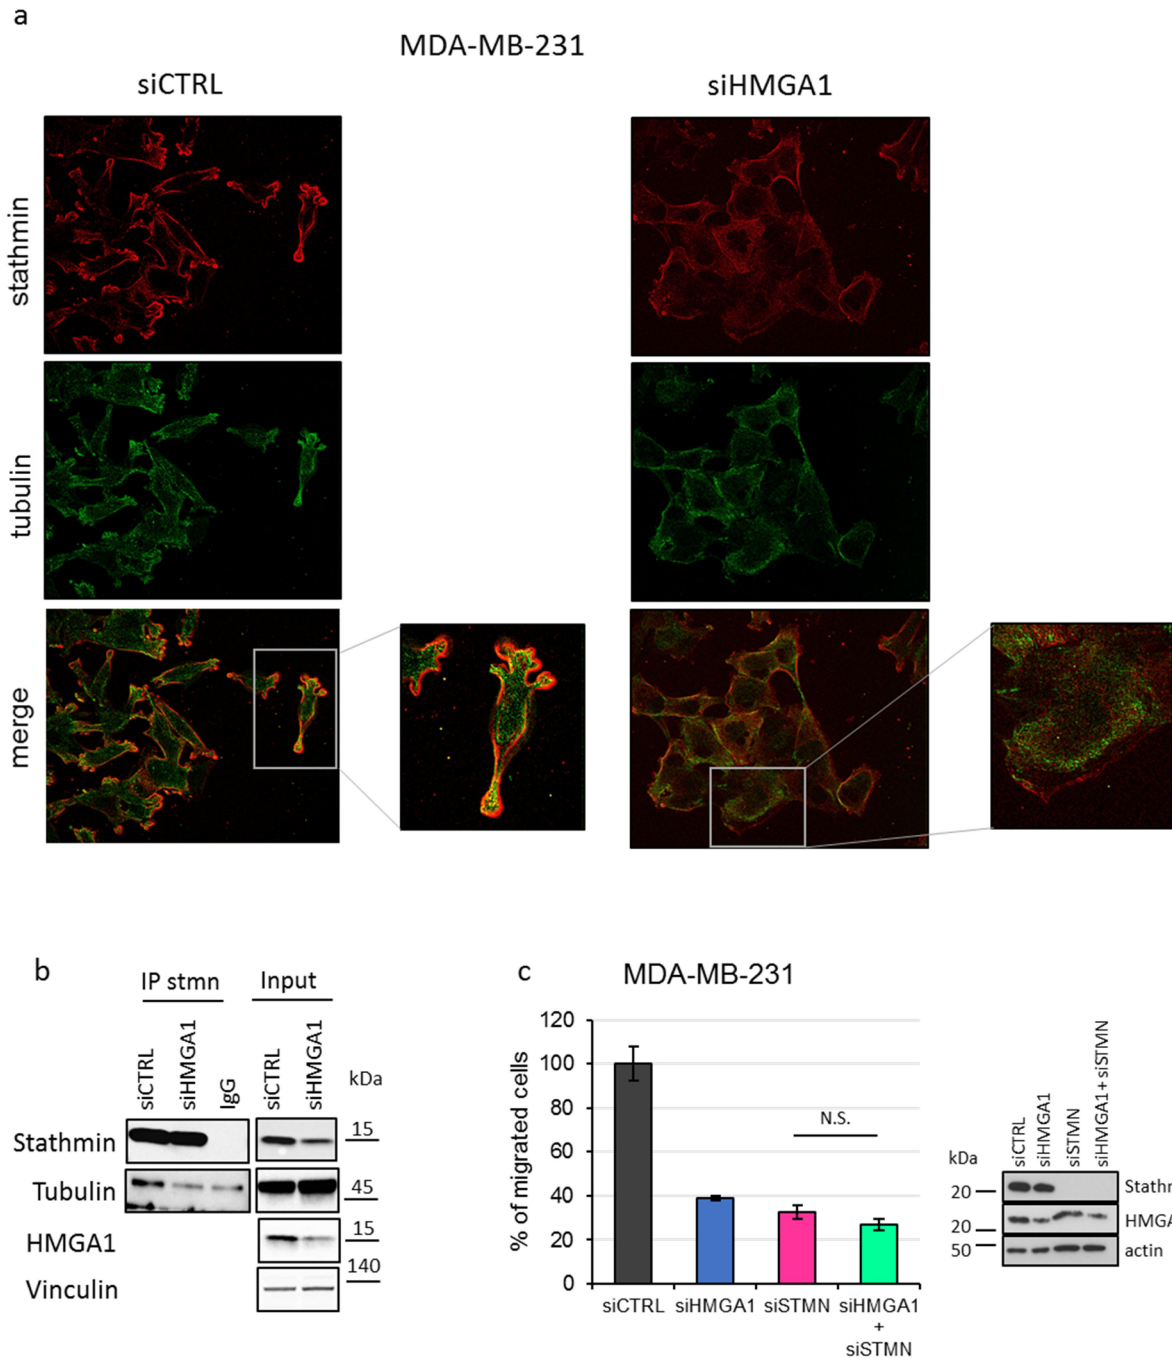 a
MDA-MB-231
siCTRL
siHMGA1
stathmin
tubulin
merge
b
IP stmn
Input
siCTRL
siHMGA1
IgG
siCTRL
siHMGA1
kDa
Stathmin
15
Tubulin
45
HMGA1
15
140
Vinculin
c
MDA-MB-231
% of migrated cells
120
100
80
60
40
20
0
N.S.
siCTRL
siHMGA1
siSTMN
siHMGA1
+
siSTMN
siCTRL
siHMGA1
siSTMN
siHMGA1+siSTMN
kDa
20
Stathm
20
HMGA
50
actin